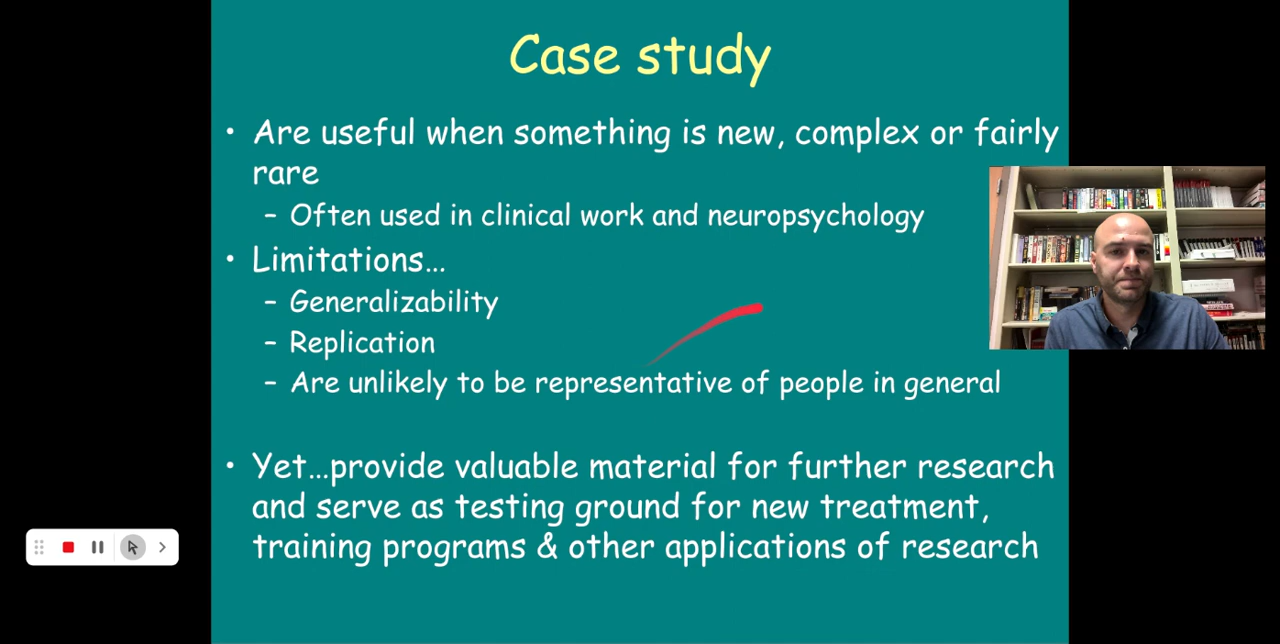 Case study
• Are useful when something is new, complex or fairly
rare
– Often used in clinical work and neuropsychology
• Limitations…
– Generalizability
– Replication
– Are unlikely to be representative of people in general
• Yet…provide valuable material for further research
and serve as testing ground for new treatment,
training programs & other applications of research